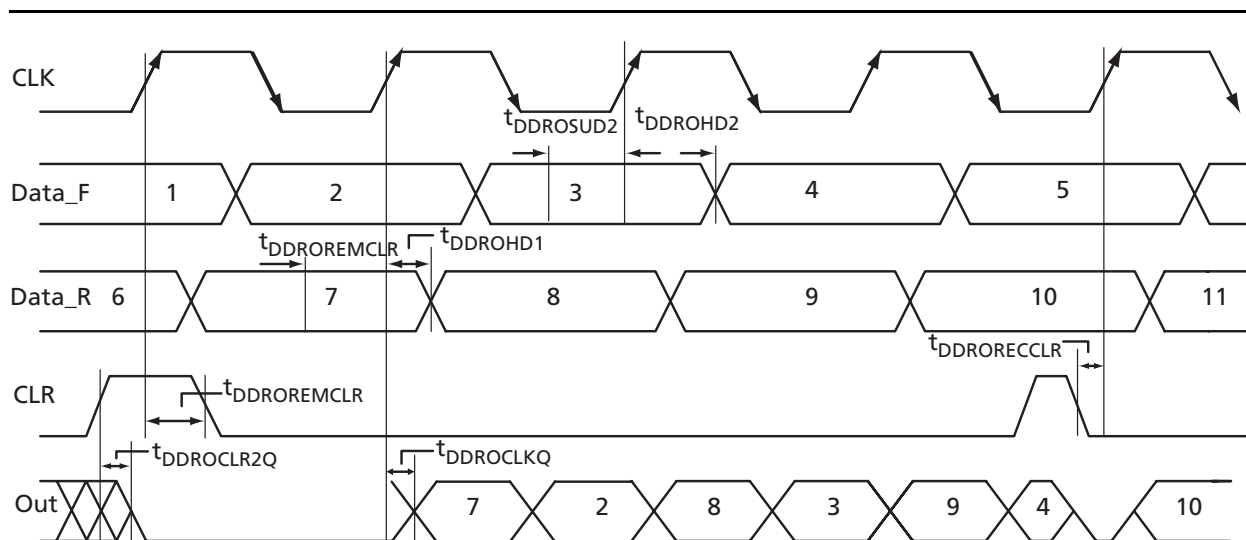 CLK
tDDROSUD2 tDDROHD2
Data_F 1 2 3 4 5
tDDROREMCLR tDDROHD1
Data_R 6 7 8 9 10 11
tDDRORECCLR
CLR
tDDROREMCLR
tDDROCLR2Q tDDROCLKQ
Out 7 2 8 3 9 4 10